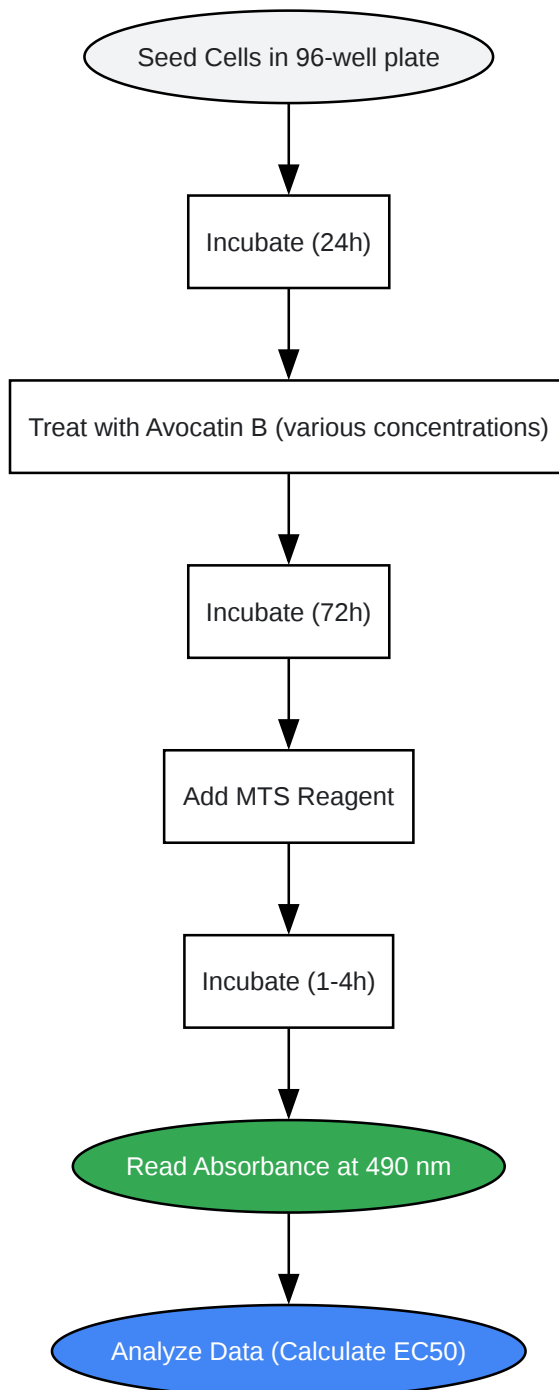 Seed Cells in 96-well plate
Incubate (24h)
Treat with Avocatin B (various concentrations)
Incubate (72h)
Add MTS Reagent
Incubate (1-4h)
Read Absorbance at 490 nm
Analyze Data (Calculate EC50)